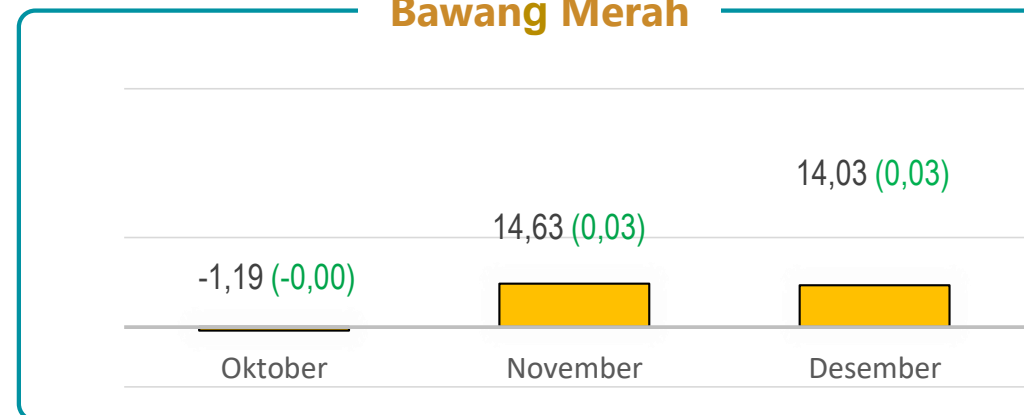 Bawang Merah
14,03 (0,03)
14,63 (0,03)
-1,19 (-0,00)
Oktober November Desember